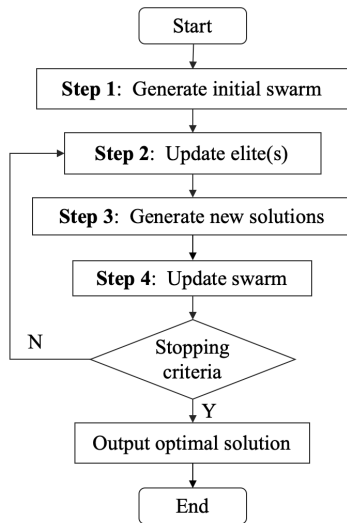 Start
Step 1: Generate initial swarm
Step 2: Update elite(s)
Step 3: Generate new solutions
Step 4: Update swarm
N
Stopping
criteria
Y
Output optimal solution
End